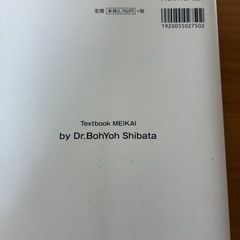 定価 本体2,750円 +税
1920055027502
Textbook MEIKAI
by Dr.BohYoh Shibata